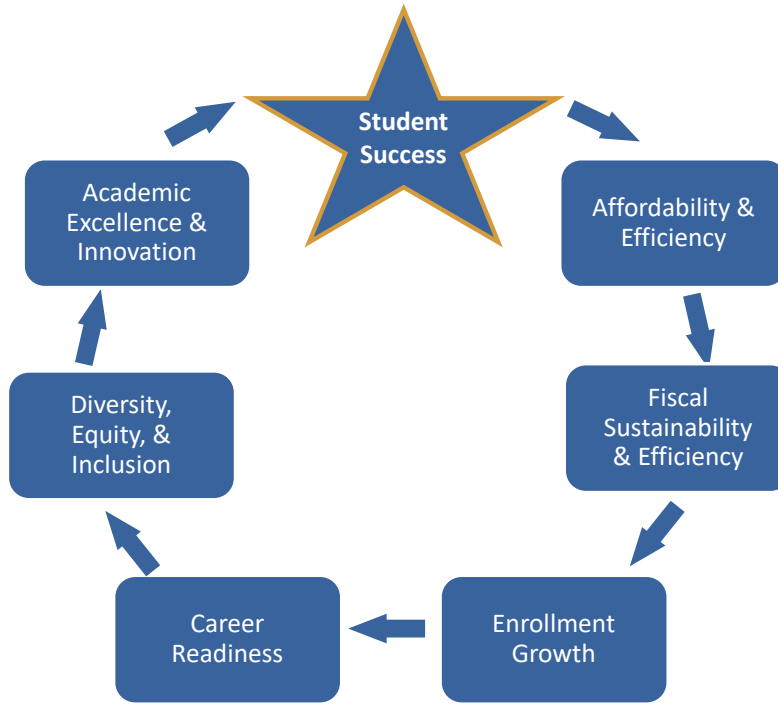 Student
Success
Affordability &
Efficiency
Fiscal
Sustainability
& Efficiency
Enrollment
Growth
Career
Readiness
Diversity,
Equity, &
Inclusion
Academic
Excellence &
Innovation